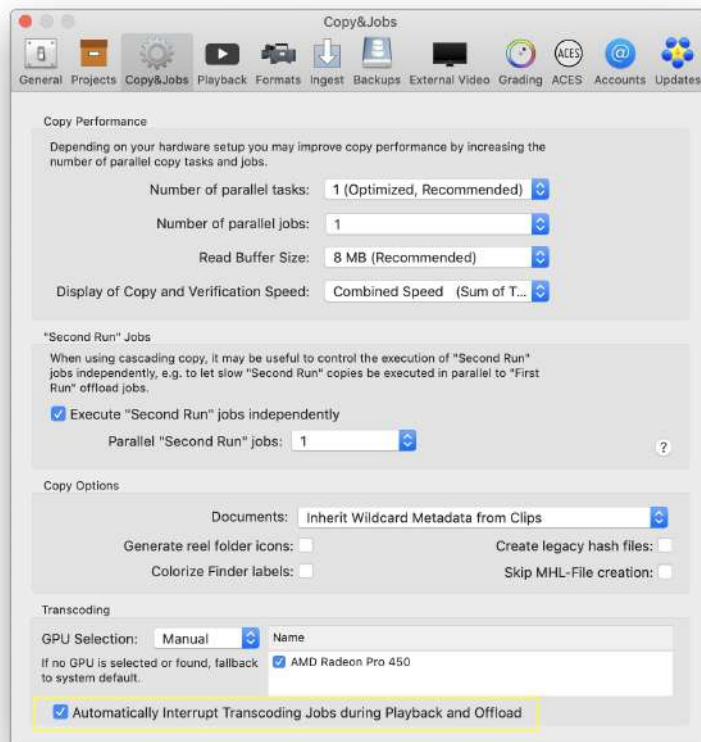 Copy&Jobs
8
ACES
@
General Projects Copy&Jobs Playback Formats Ingest Backups External Video Grading ACES Accounts Updates
Copy Performance
Depending on your hardware setup you may improve copy performance by increasing the
number of parallel copy tasks and jobs.
Number of parallel tasks: 1 (Optimized, Recommended)
Number of parallel jobs: 1
Read Buffer Size: 8 MB (Recommended)
Display of Copy and Verification Speed: Combined Speed (Sum of T...
"Second Run" Jobs
When using cascading copy, it may be useful to control the execution of "Second Run"
jobs independently, e.g. to let slow "Second Run" copies be executed in parallel to "First
Run" offload jobs.
Execute "Second Run" jobs independently
Parallel "Second Run" jobs: 1
?
Copy Options
Documents: Inherit Wildcard Metadata from Clips
Generate reel folder icons: Create legacy hash files:
Colorize Finder labels: Skip MHL-File creation:
Transcoding
GPU Selection: Manual Name
If no GPU is selected or found, fallback AMD Radeon Pro 450
to system default.
Automatically Interrupt Transcoding Jobs during Playback and Offload